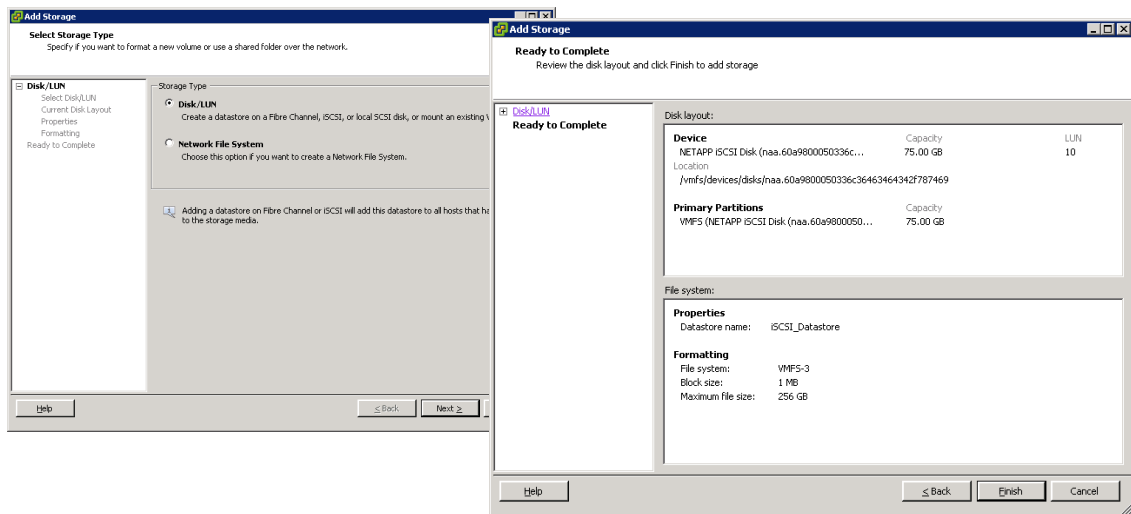 Add Storage
Select Storage Type
Specify if you want to format a new volume or use a shared folder over the network.
Disk/LUN
Select Disk/LUN
Current Disk Layout
Properties
Formatting
Ready to Complete
Storage Type
Disk/LUN
Create a datastore on a Fibre Channel, iSCSI, or local SCSI disk, or mount an existing
Network File System
Choose this option if you want to create a Network File System.
Adding a datastore on Fibre Channel or iSCSI will add this datastore to all hosts that ha
to the storage media.
Help
< Back
Next >
Add Storage
Ready to Complete
Review the disk layout and click Finish to add storage
Disk/LUN
Ready to Complete
Disk layout:
Device Capacity LUN
NETAPP iSCSI Disk (naa.60a9800050336c... 75.00 GB 10
Location
/vmfs/devices/disks/naa.60a9800050336c36463464342f787469
Primary Partitions Capacity
VMFS (NETAPP iSCSI Disk (naa.60a9800050... 75.00 GB
File system:
Properties
Datastore name: iSCSI_Datastore
Formatting
File system: VMFS-3
Block size: 1 MB
Maximum file size: 256 GB
Help
< Back
Finish
Cancel